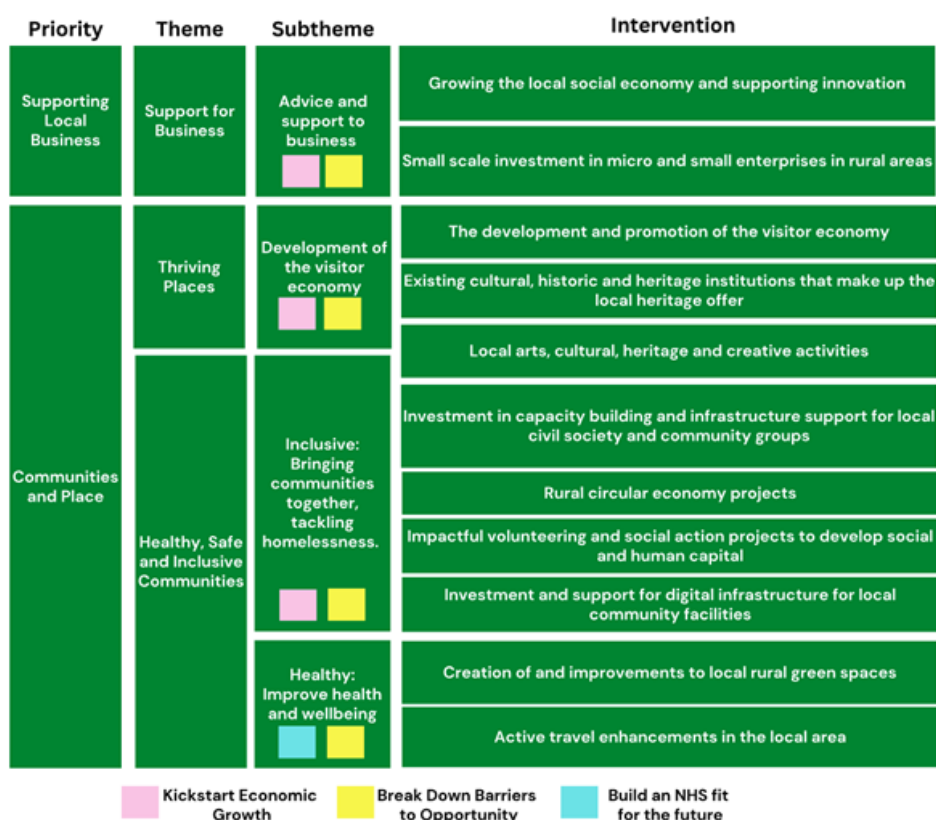 Priority
Theme
Subtheme
Intervention
Supporting
Local
Business
Support for
Business
Advice and
support to
business
Growing the local social economy and supporting innovation
Small scale investment in micro and small enterprises in rural areas
Communities
and Place
Thriving
Places
Development of
the visitor
economy
The development and promotion of the visitor economy
Existing cultural, historic and heritage institutions that make up the
local heritage offer
Healthy, Safe
and Inclusive
Communities
Inclusive:
Bringing
communities
together,
tackling
homelessness.
Local arts, cultural, heritage and creative activities
Investment in capacity building and infrastructure support for local
civil society and community groups
Rural circular economy projects
Impactful volunteering and social action projects to develop social
and human capital
Investment and support for digital infrastructure for local
community facilities
Healthy:
Improve health
and wellbeing
Creation of and improvements to local rural green spaces
Active travel enhancements in the local area
Kickstart Economic
Growth
Break Down Barriers
to Opportunity
Build an NHS fit
for the future